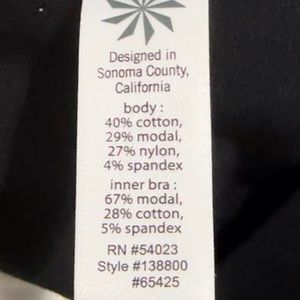 Designed in
Sonoma County,
California
body :
40% cotton,
29% modal,
27% nylon,
4% spandex
inner bra :
67% modal,
28% cotton,
5% spandex
RN #54023
Style #138800
#65425